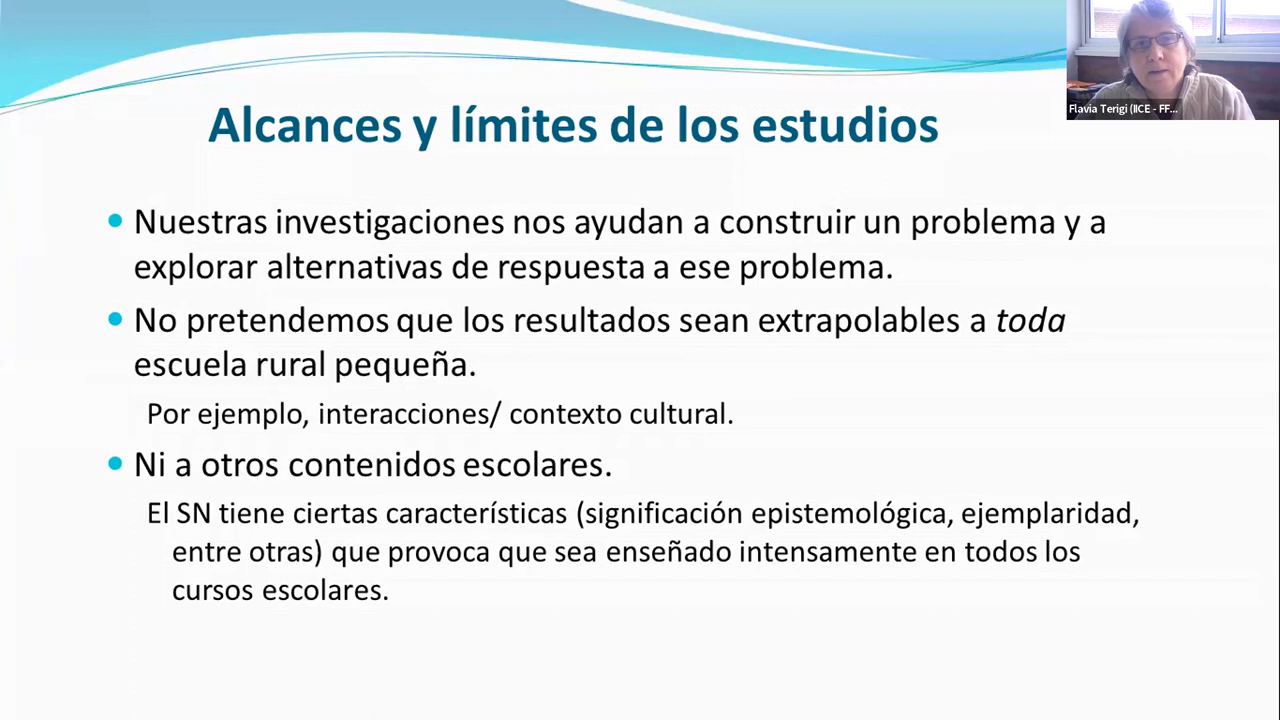 Flavia Terigi (IICE - FF...
Alcances y límites de los estudios
Nuestras investigaciones nos ayudan a construir un problema y a
explorar alternativas de respuesta a ese problema.
No pretendemos que los resultados sean extrapolables a toda
escuela rural pequeña.
Por ejemplo, interacciones/ contexto cultural.
Ni a otros contenidos escolares.
El SN tiene ciertas características (significación epistemológica, ejemplaridad,
entre otras) que provoca que sea enseñado intensamente en todos los
cursos escolares.